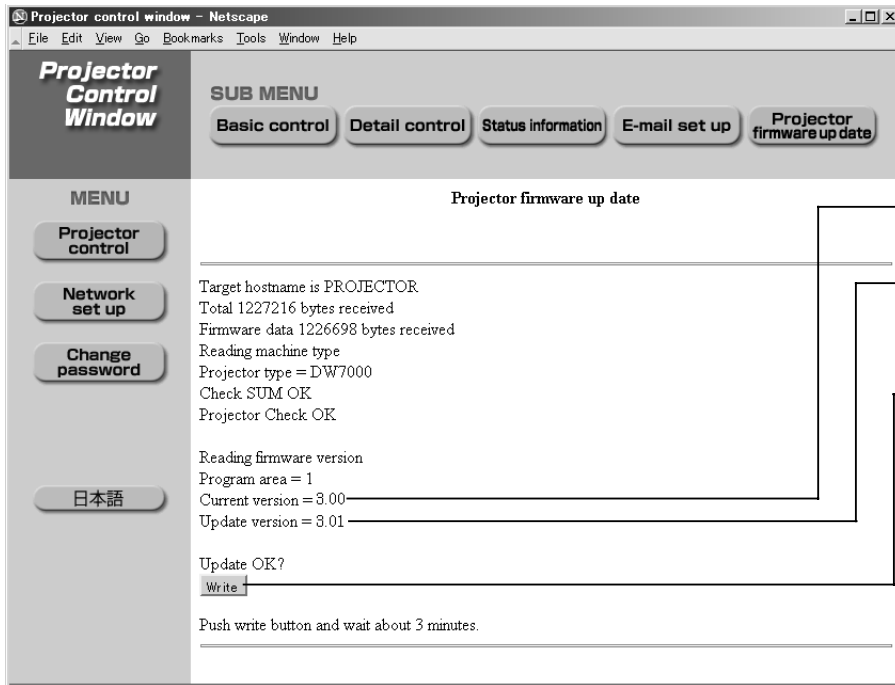 Projector control window – Netscape
File Edit View Go Bookmarks Tools Window Help
Projector
Control
Window
SUB MENU
Basic control
Detail control
Status information
E-mail set up
Projector
firmware up date
MENU
Projector
control
Network
set up
Change
password
日本語
Projector firmware up date
Target hostname is PROJECTOR
Total 1227216 bytes received
Firmware data 1226698 bytes received
Reading machine type
Projector type = DW7000
Check SUM OK
Projector Check OK
Reading firmware version
Program area = 1
Current version = 3.00
Update version = 3.01
Update OK?
Write
Push write button and wait about 3 minutes.